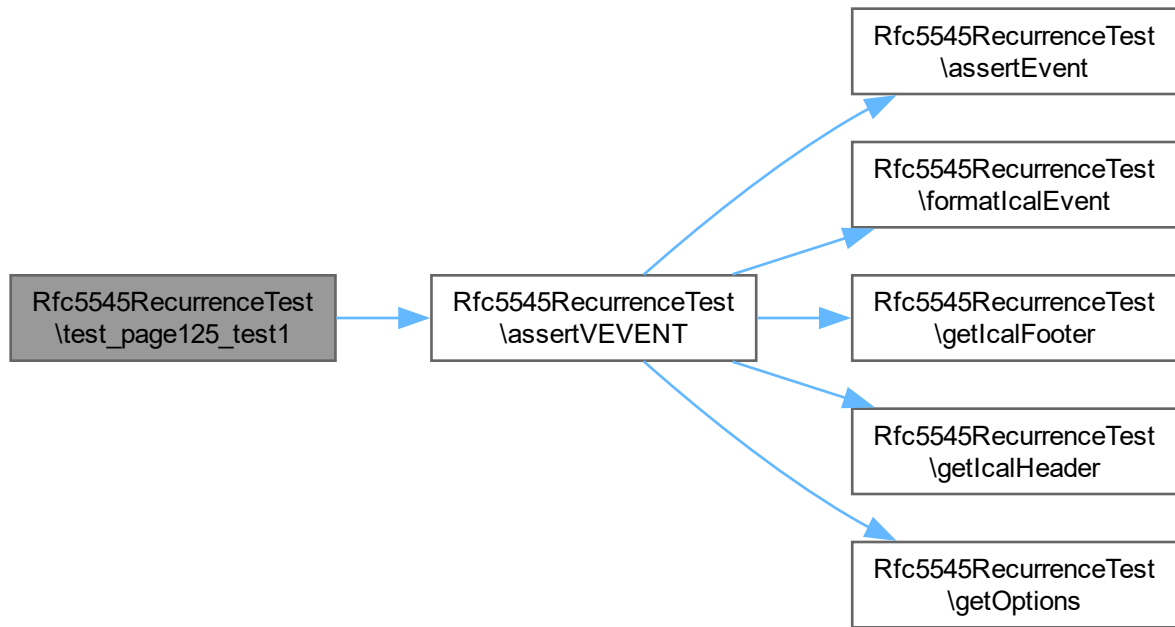 Rfc5545RecurrenceTest
\test_page125_test1
Rfc5545RecurrenceTest
\assertVEVENT
Rfc5545RecurrenceTest
\assertEvent
Rfc5545RecurrenceTest
\formatIcalEvent
Rfc5545RecurrenceTest
\getIcalFooter
Rfc5545RecurrenceTest
\getIcalHeader
Rfc5545RecurrenceTest
\getOptions